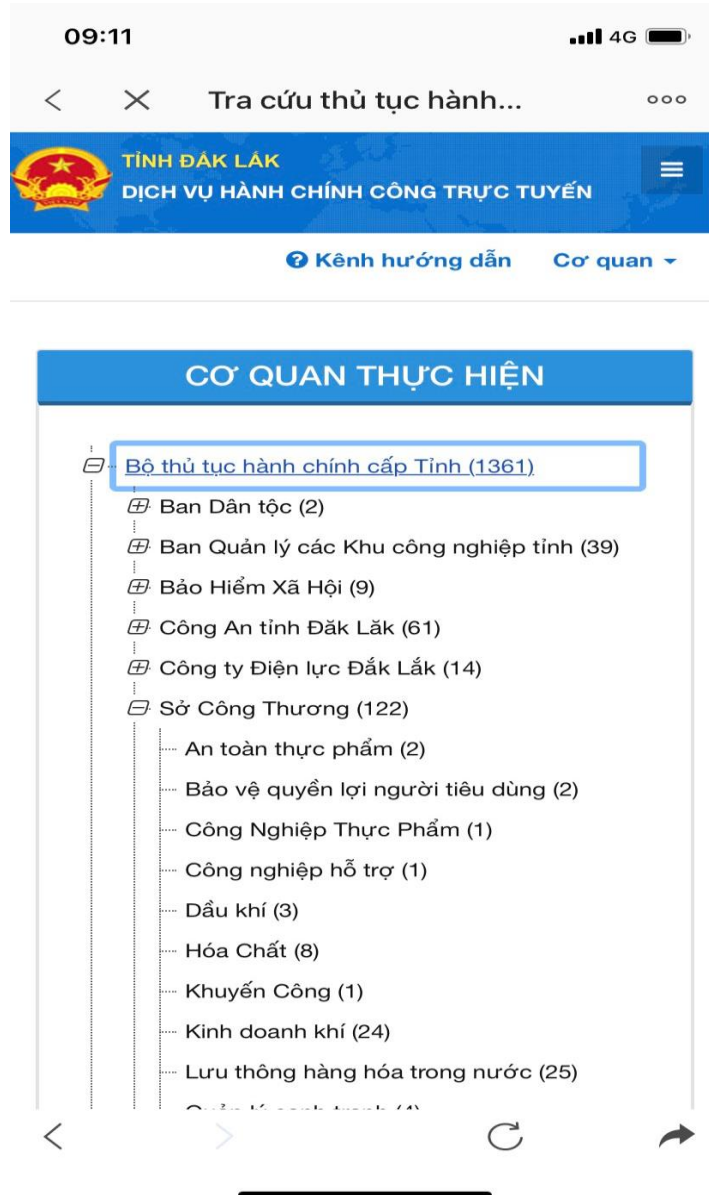 09:11
4G
Tra cứu thủ tục hành...
TỈNH ĐẮK LẮK
DỊCH VỤ HÀNH CHÍNH CÔNG TRỰC TUYẾN
Kênh hướng dẫn Cơ quan
CƠ QUAN THỰC HIỆN
Bộ thủ tục hành chính cấp Tỉnh (1361)
Ban Dân tộc (2)
Ban Quản lý các Khu công nghiệp tỉnh (39)
Bảo Hiểm Xã Hội (9)
Công An tỉnh Đăk Lăk (61)
Công ty Điện lực Đắk Lắk (14)
Sở Công Thương (122)
An toàn thực phẩm (2)
Bảo vệ quyền lợi người tiêu dùng (2)
Công Nghiệp Thực Phẩm (1)
Công nghiệp hỗ trợ (1)
Dầu khí (3)
Hóa Chất (8)
Khuyến Công (1)
Kinh doanh khí (24)
Lưu thông hàng hóa trong nước (25)